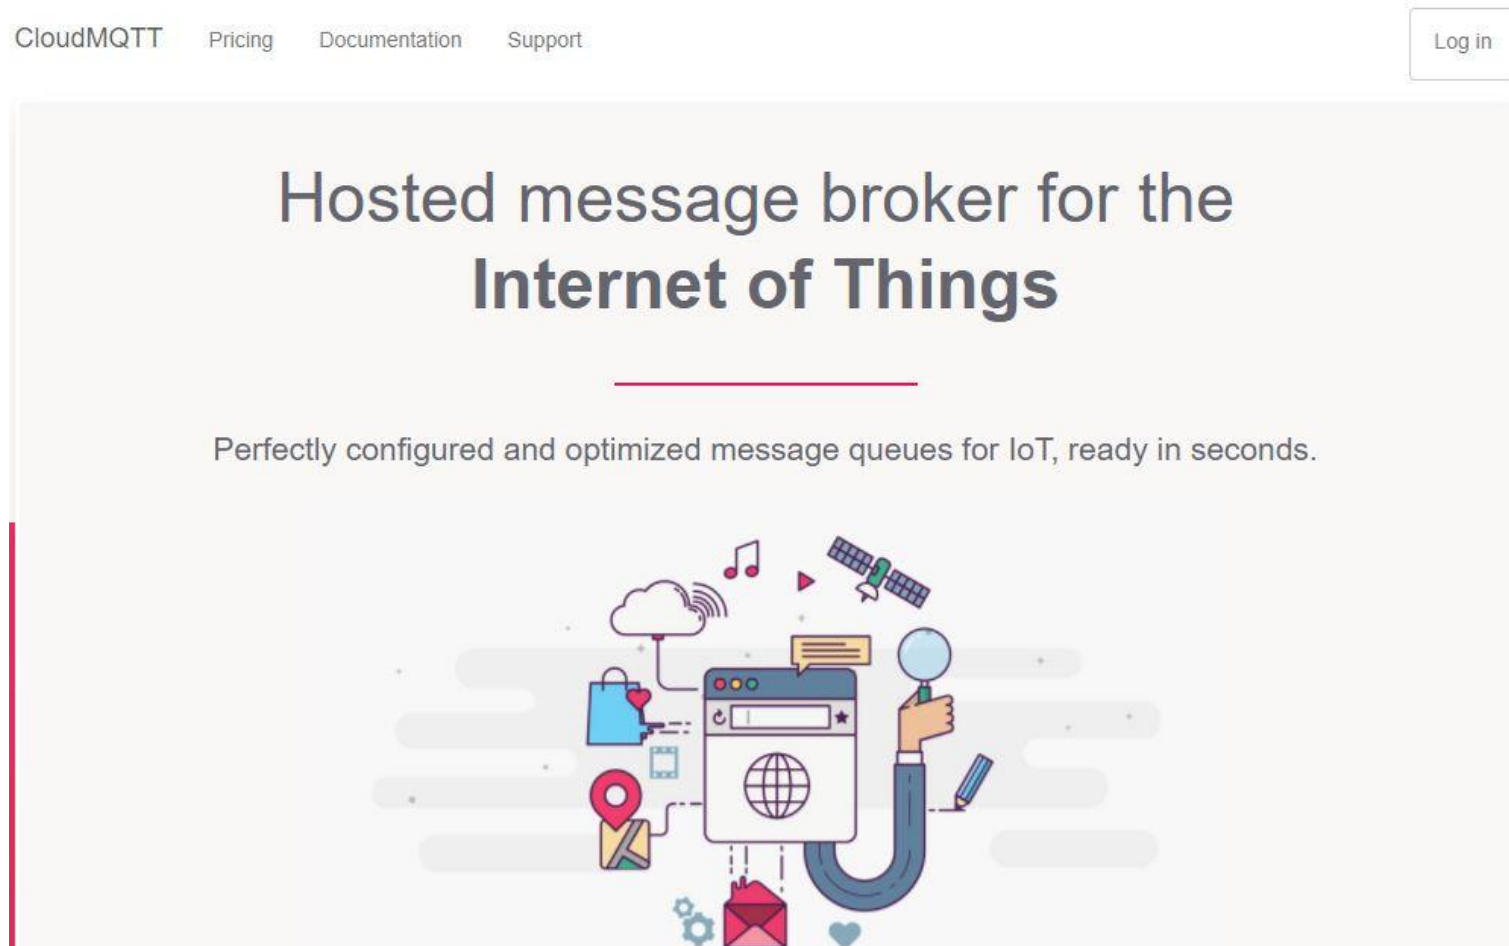 CloudMQTT Pricing Documentation Support Log in
Hosted message broker for the
Internet of Things
Perfectly configured and optimized message queues for IoT, ready in seconds.